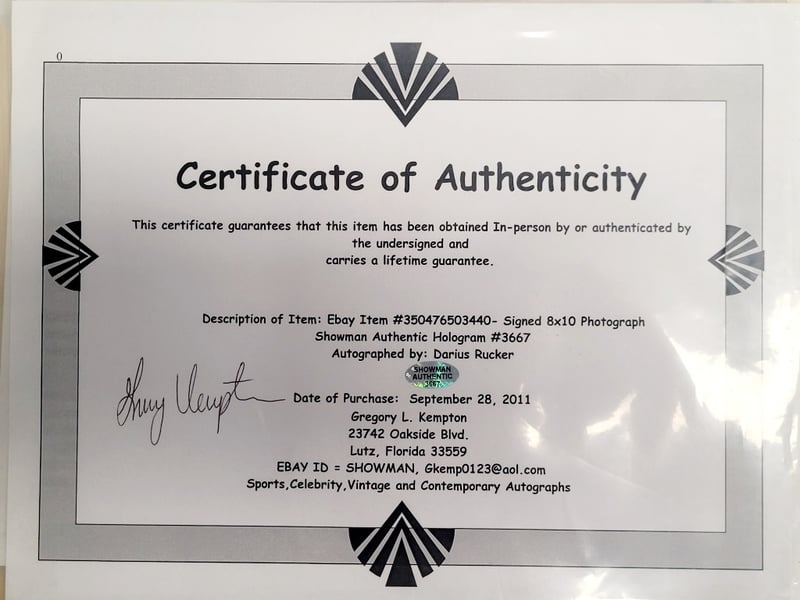 0
Certificate of Authenticity
This certificate guarantees that this item has been obtained In-person by or authenticated by
the undersigned and
carries a lifetime guarantee.
Description of Item: Ebay Item #350476503440- Signed 8x10 Photograph
Showman Authentic Hologram #3667
Autographed by: Darius Rucker
SHOWMAN
AUTHENTIC
3667
Date of Purchase: September 28, 2011
Gregory L. Kempton
23742 Oakside Blvd.
Lutz, Florida 33559
EBAY ID = SHOWMAN, Gkemp0123@aol.com
Sports,Celebrity,Vintage and Contemporary Autographs